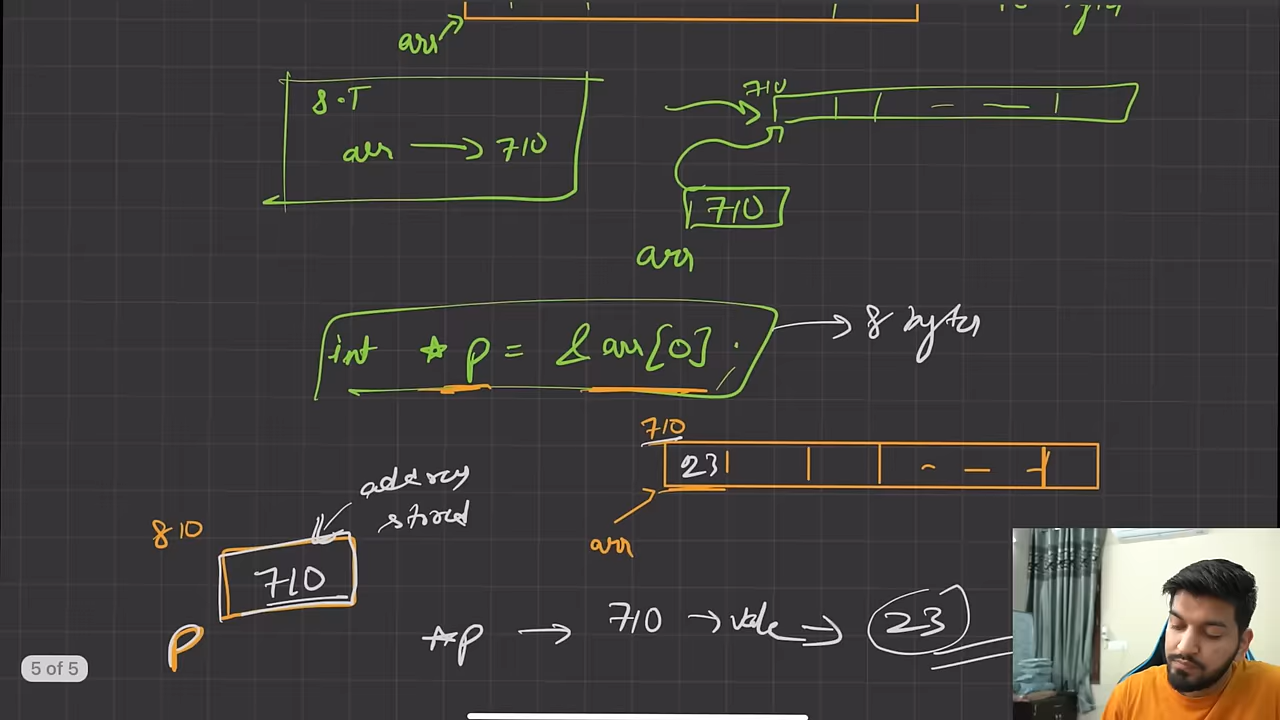 arr
S.T
arr → 710
710
710
arr
int *p = &arr[0]. → 8 bytes
710
23
arr
address
stored
810
710
p
*p → 710 → value → 23
5 of 5